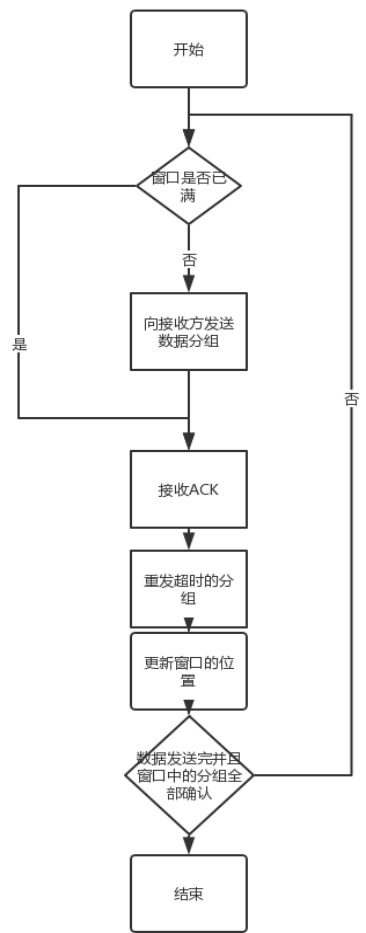 开始
窗口是否已
满
否
向接收方发送
数据分组
是
否
接收ACK
重发超时的分
组
更新窗口的位
置
数据发送完并且
窗口中的分组全
部确认
结束